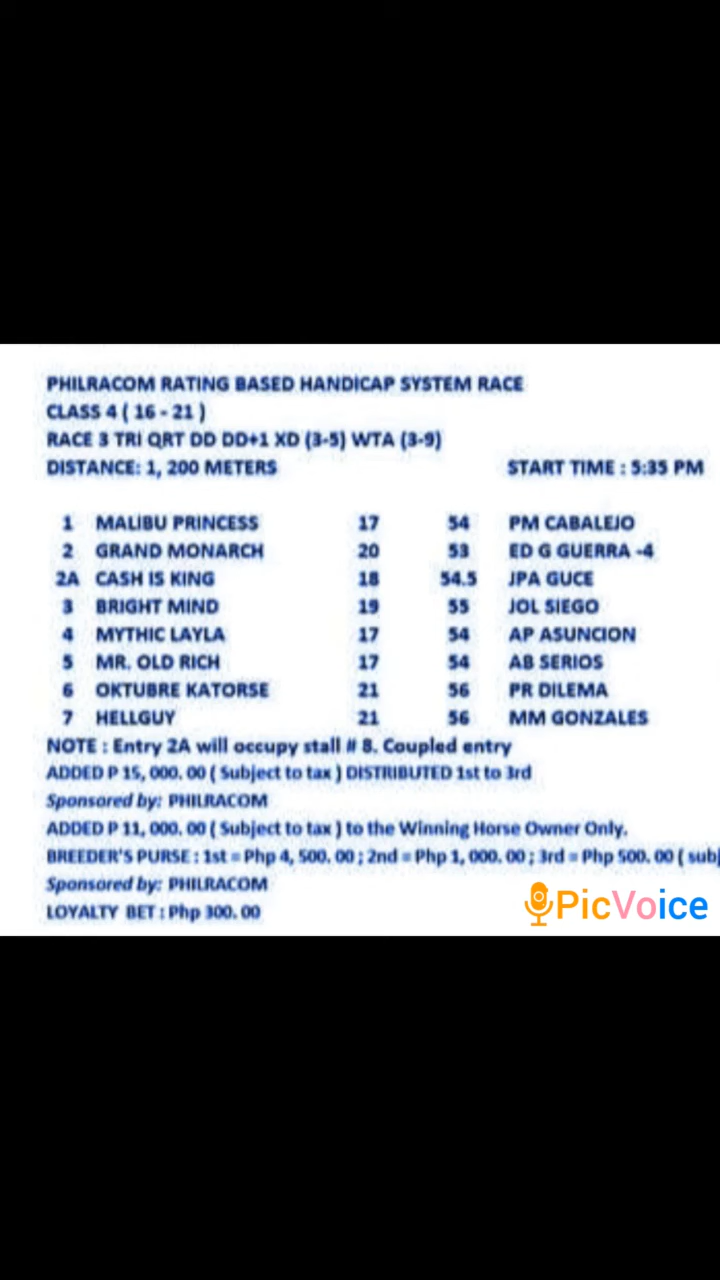 PHILRACOM RATING BASED HANDICAP SYSTEM RACE
CLASS 4 ( 16 - 21 )
RACE 3 TRI QRT DD DD+1 XD (3-5) WTA (3-9)
DISTANCE: 1, 200 METERS START TIME : 5:35 PM
1 MALIBU PRINCESS 17 54 PM CABALEJO
2 GRAND MONARCH 20 53 ED G GUERRA -4
2A CASH IS KING 18 54.5 JPA GUCE
3 BRIGHT MIND 19 55 JOL SIEGO
4 MYTHIC LAYLA 17 54 AP ASUNCION
5 MR. OLD RICH 17 54 AB SERIOS
6 OKTUBRE KATORSE 21 56 PR DILEMA
7 HELLGUY 21 56 MM GONZALES
NOTE : Entry 2A will occupy stall # 8. Coupled entry
ADDED P 15, 000. 00 ( Subject to tax ) DISTRIBUTED 1st to 3rd
Sponsored by: PHILRACOM
ADDED P 11, 000. 00 ( Subject to tax ) to the Winning Horse Owner Only.
BREEDER'S PURSE : 1st = Php 4, 500. 00 ; 2nd = Php 1, 000. 00 ; 3rd = Php 500. 00 ( subj
Sponsored by: PHILRACOM
LOYALTY BET : Php 300. 00
PicVoice